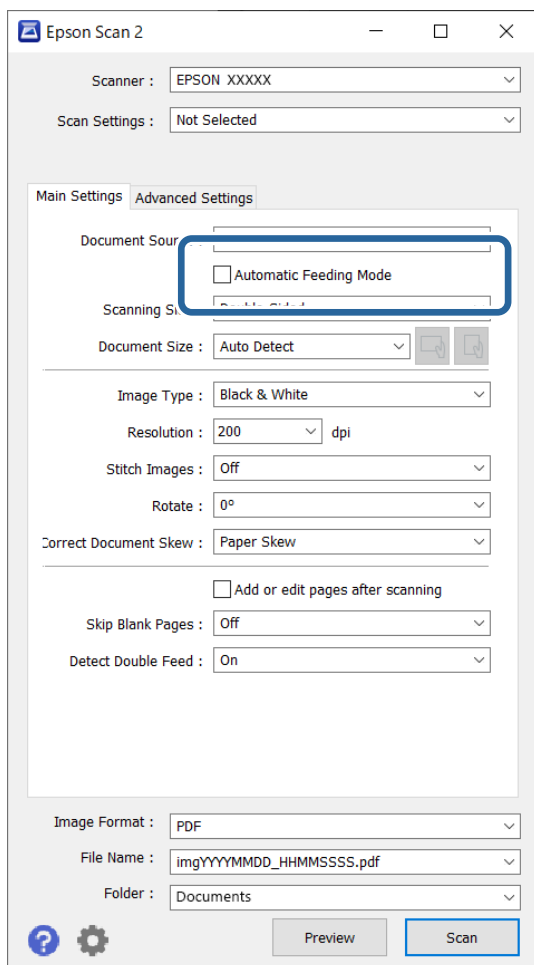 Epson Scan 2
Scanner : EPSON XXXXX
Scan Settings : Not Selected
Main Settings Advanced Settings
Document
Automatic Feeding Mode
Scanning
Document Size : Auto Detect
Image Type : Black & White
Resolution : 200 dpi
Stitch Images : Off
Rotate : 0°
Correct Document Skew : Paper Skew
Add or edit pages after scanning
Skip Blank Pages : Off
Detect Double Feed : On
Image Format : PDF
File Name : imgYYYYMMDD_HHMMSSSS.pdf
Folder : Documents
? Preview Scan